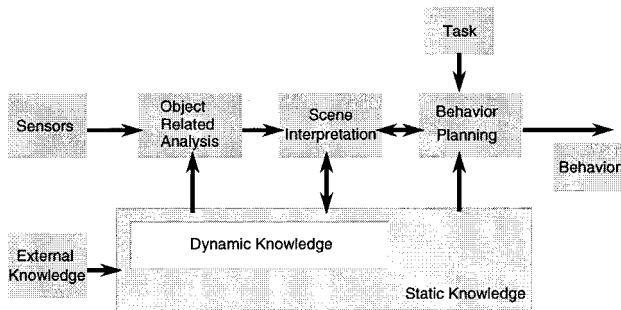 Task
Sensors
Object
Related
Analysis
Scene
Interpretation
Behavior
Planning
Behavior
External
Knowledge
Dynamic Knowledge
Static Knowledge